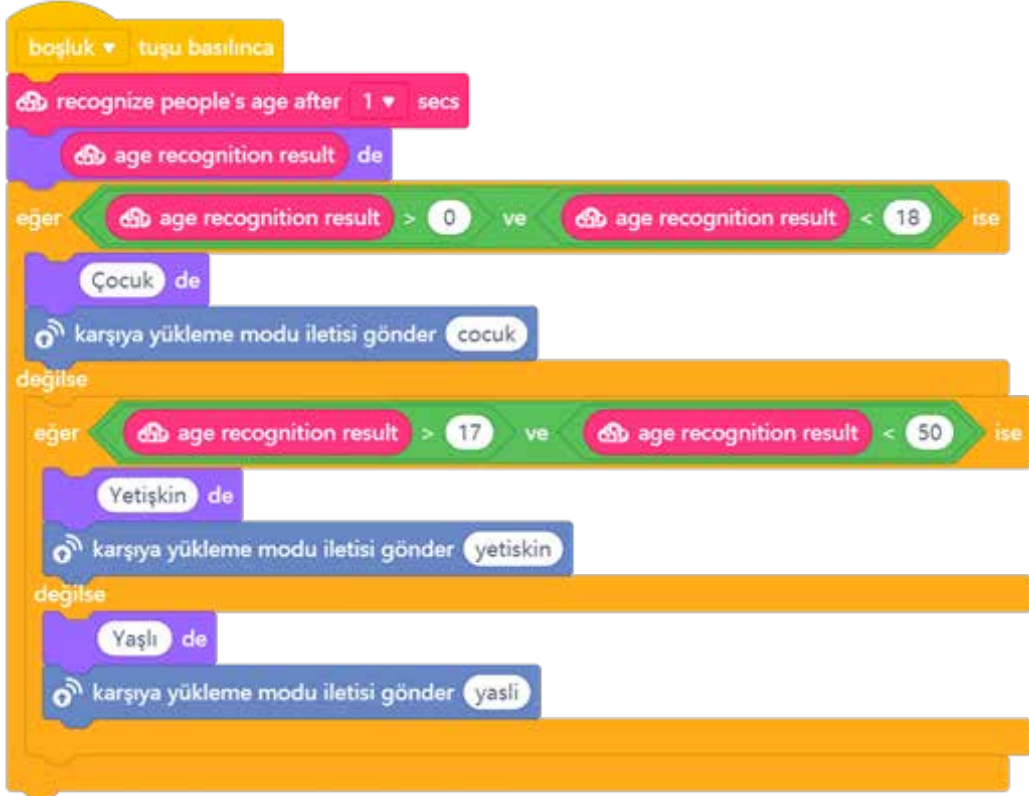 boşluk ▾ tuşu basılınca
recognize people's age after 1 ▾ secs
age recognition result de
eğer age recognition result > 0 ve age recognition result < 18 ise
Çocuk de
karşıya yükleme modu iletisi gönder cocuk
değilse
eğer age recognition result > 17 ve age recognition result < 50 ise
Yetişkin de
karşıya yükleme modu iletisi gönder yetiskin
değilse
Yaşlı de
karşıya yükleme modu iletisi gönder yasli